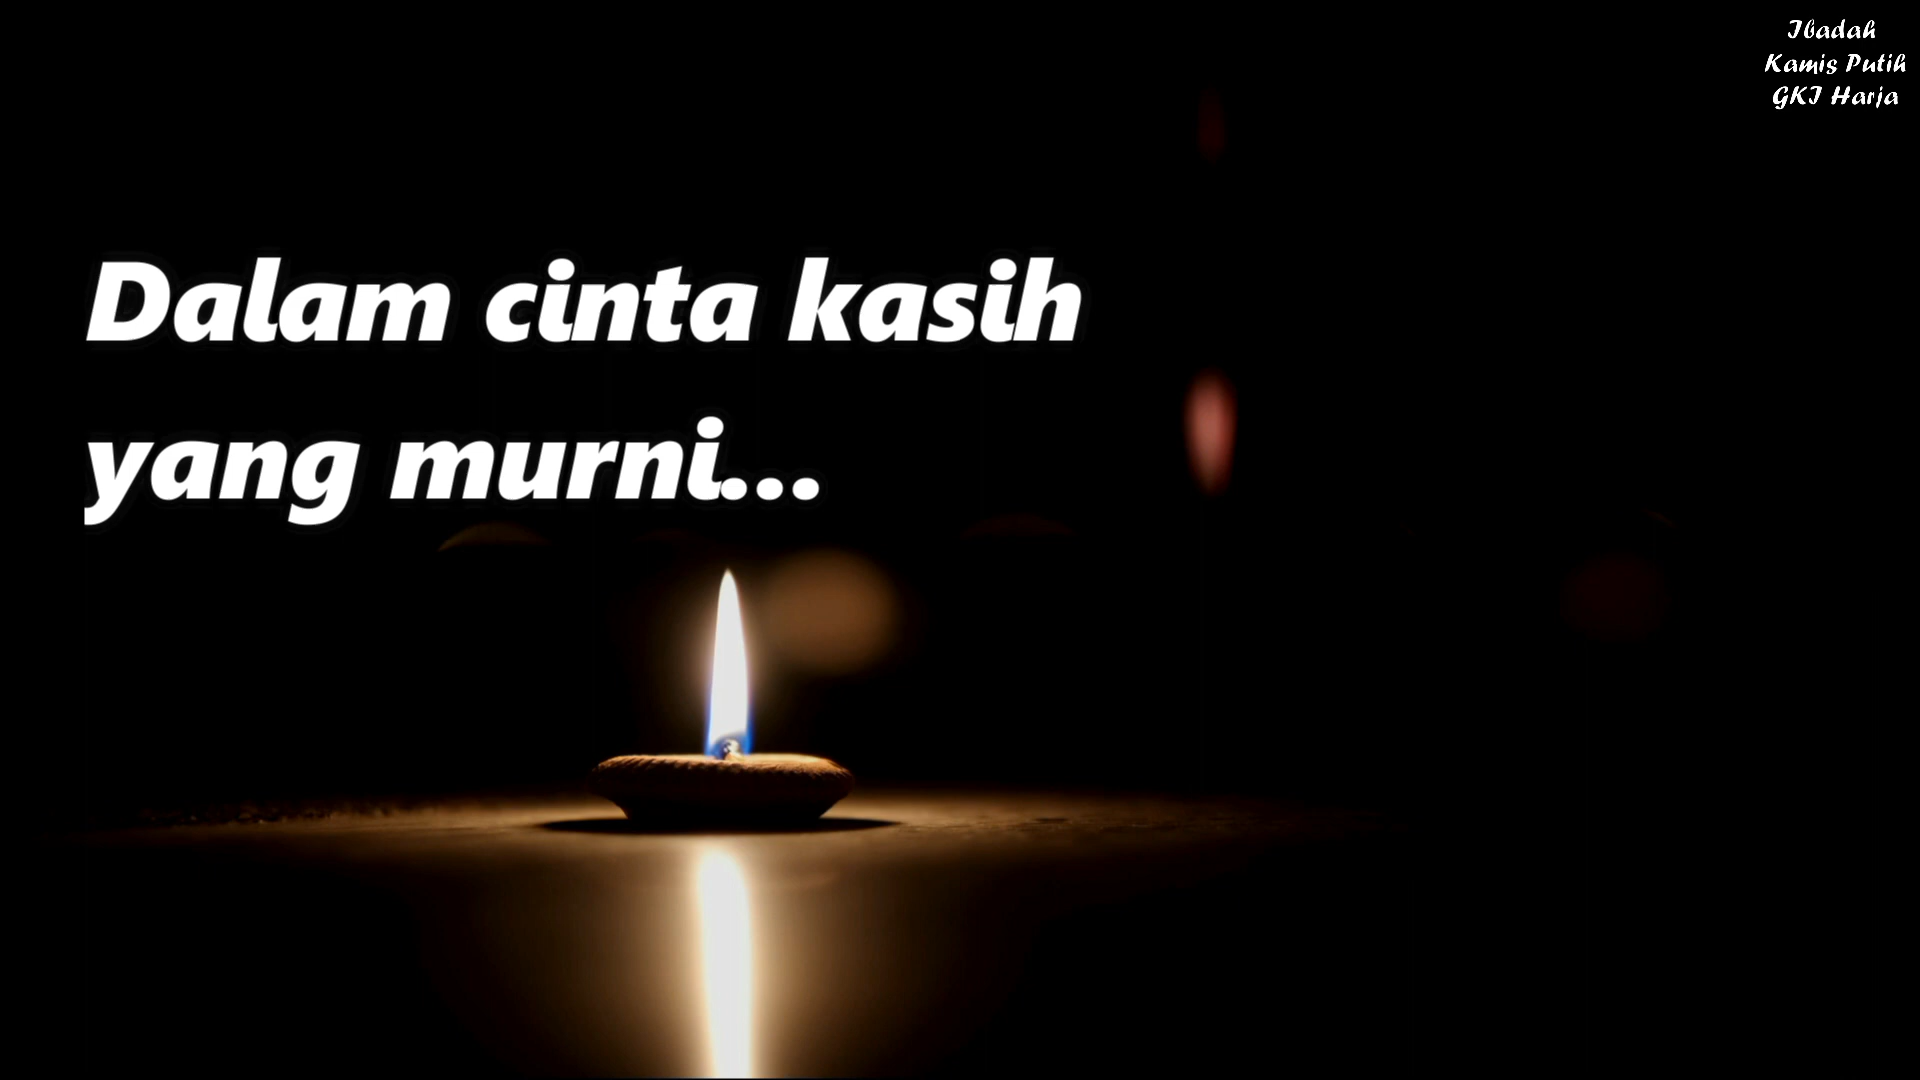 Ibadah
Kamis Putih
GKI Harja
Dalam cinta kasih
yang murni...